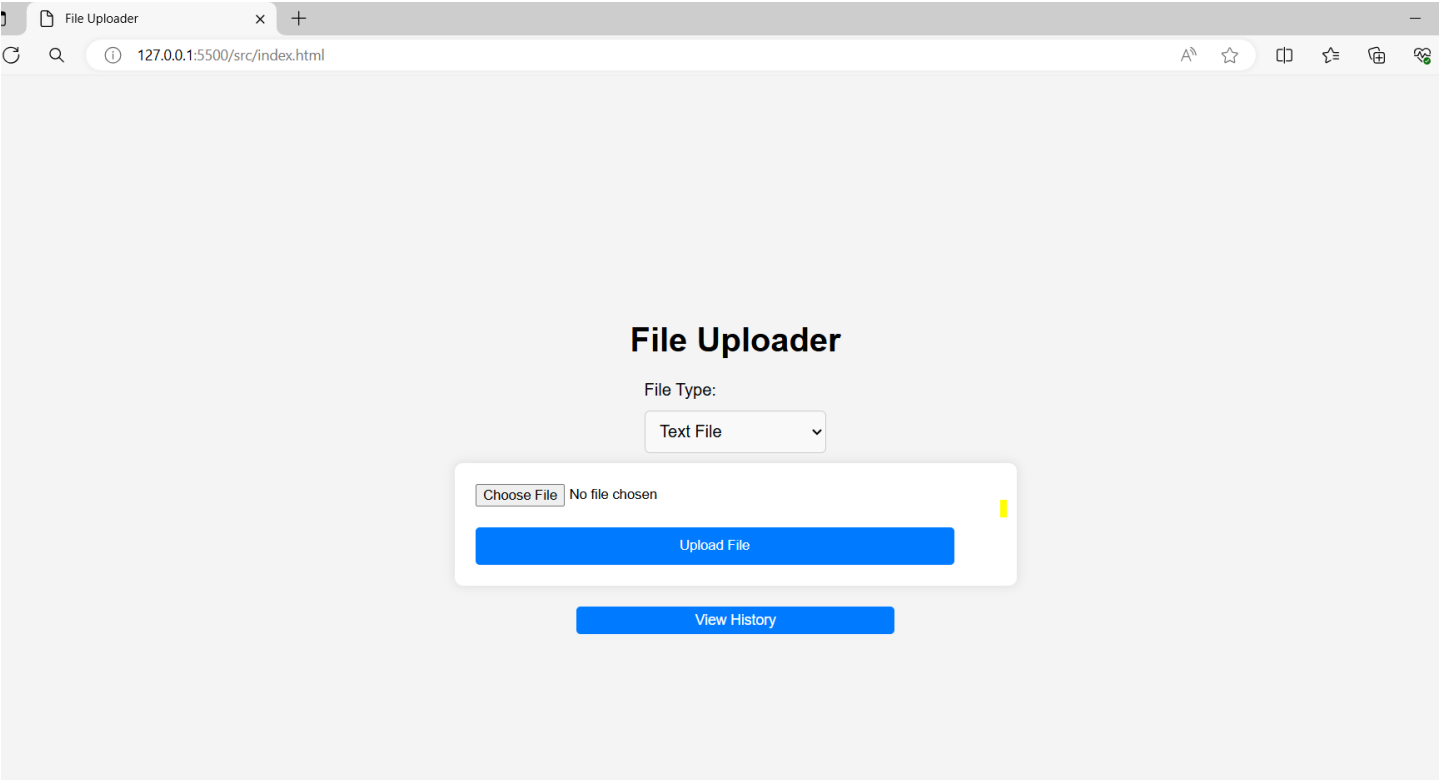 File Uploader
127.0.0.1:5500/src/index.html
File Uploader
File Type:
Text File
Choose File No file chosen
Upload File
View History